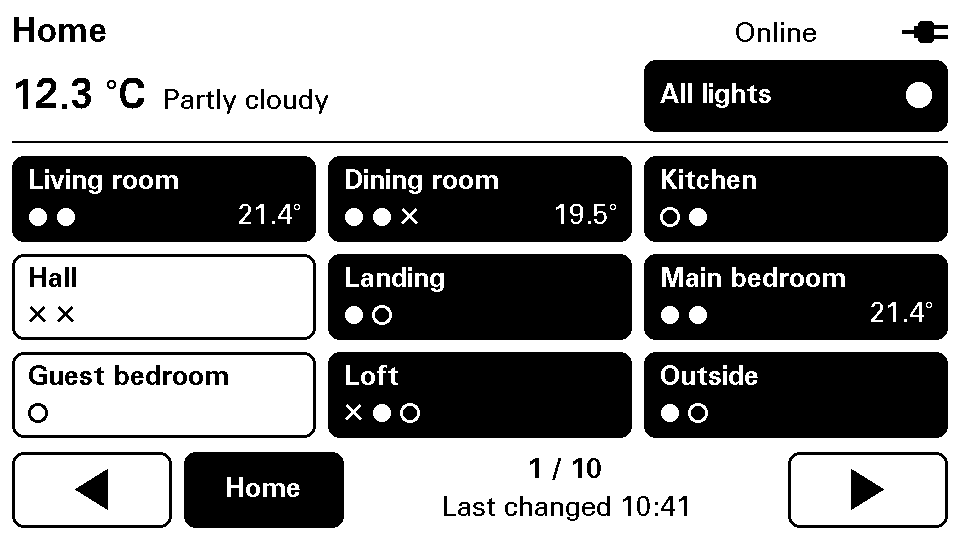 Home
Online
12.3 °C Partly cloudy
All lights
Living room
21.4°
Dining room
19.5°
Kitchen
Hall
Landing
Main bedroom
21.4°
Guest bedroom
Loft
Outside
Home
1 / 10
Last changed 10:41